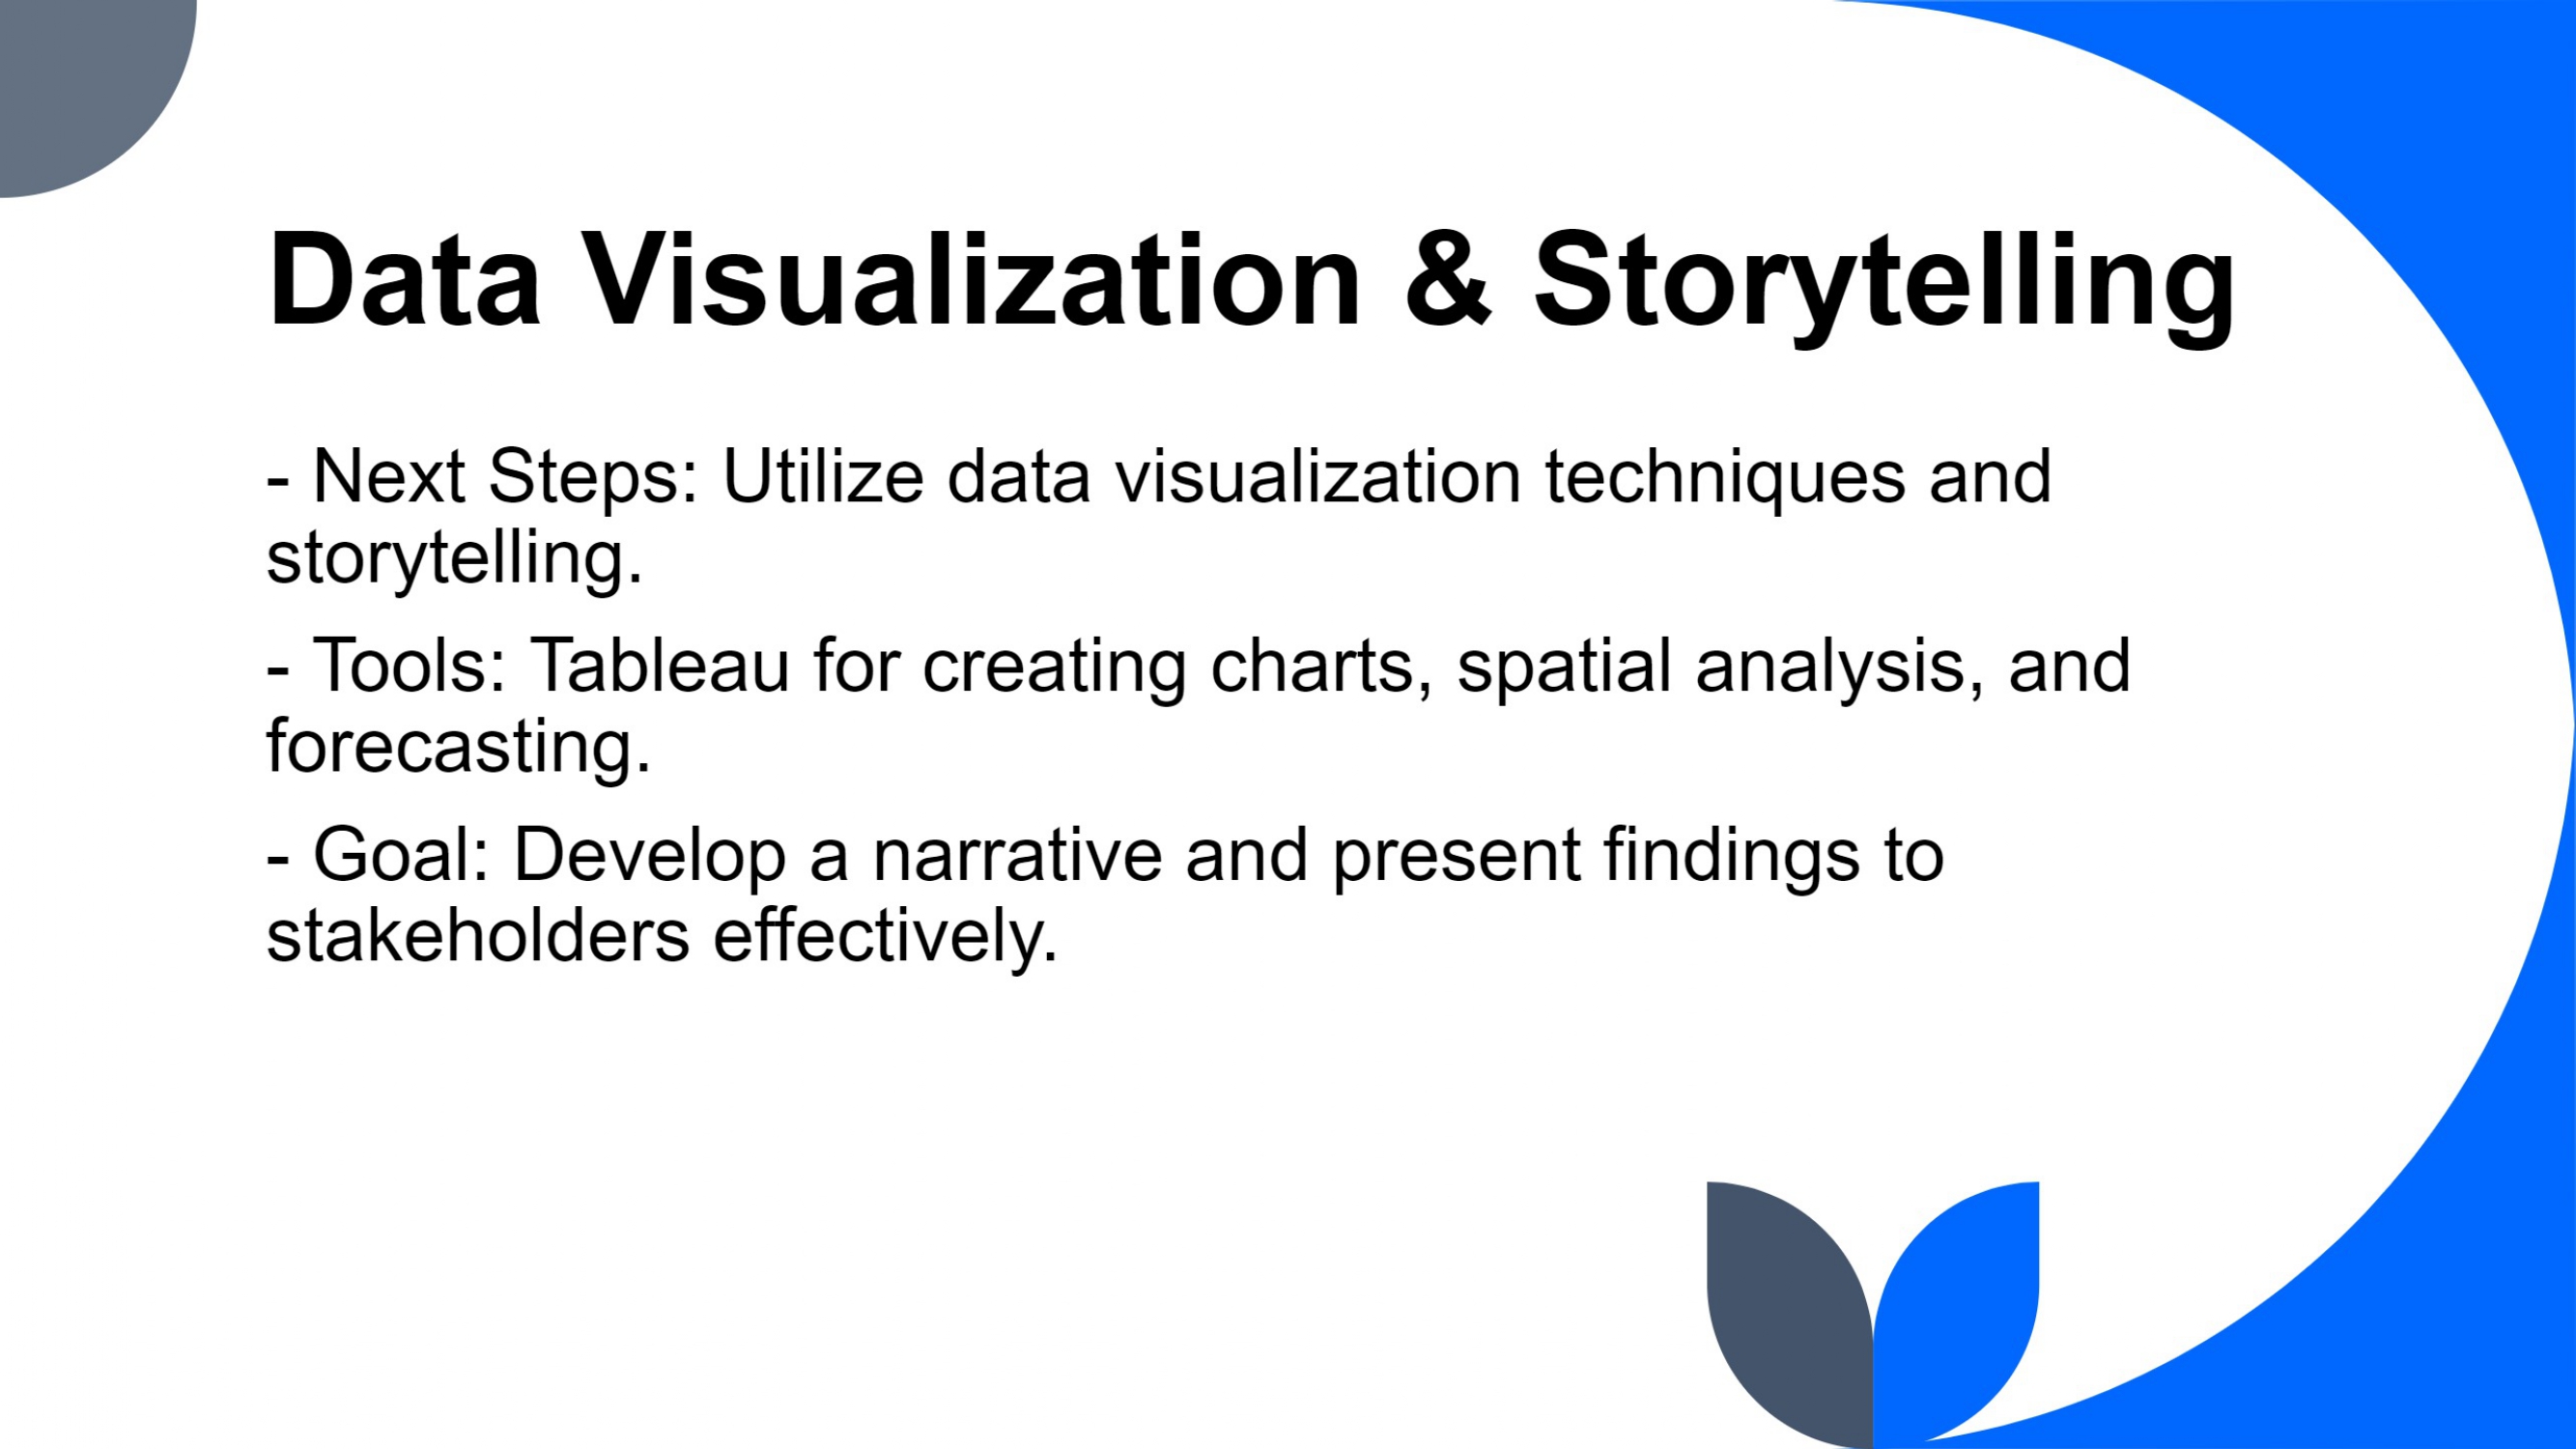 Data Visualization & Storytelling
- Next Steps: Utilize data visualization techniques and
storytelling.
- Tools: Tableau for creating charts, spatial analysis, and
forecasting.
- Goal: Develop a narrative and present findings to
stakeholders effectively.